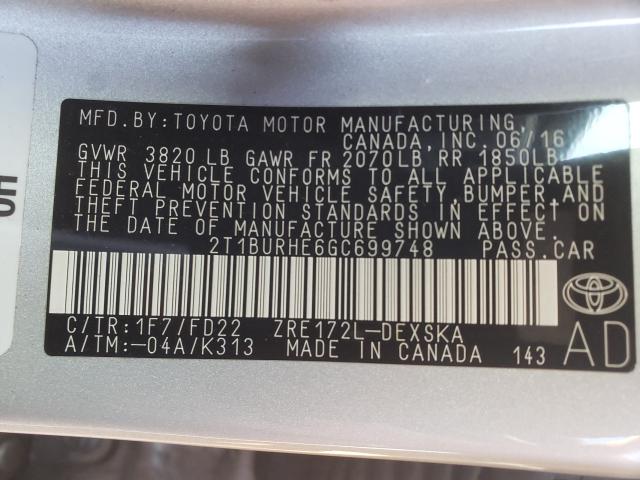 MFD.BY:TOYOTA MOTOR MANUFACTURING,
CANADA,INC. 06/16
GVWR 3820 LB GAWR FR 2070LB, RR 1850LB
THIS VEHICLE CONFORMS TO ALL APPLICABLE
FEDERAL MOTOR VEHICLE SAFETY,BUMPER,AND
THEFT PREVENTION STANDARDS IN EFFECT ON
THE DATE OF MANUFACTURE SHOWN ABOVE.
2T1BURHE6GC699748 PASS.CAR
C/TR:1F7/FD22 ZRE172L-DEXSKA
A/TM:-04A/K313 MADE IN CANADA 143
AD